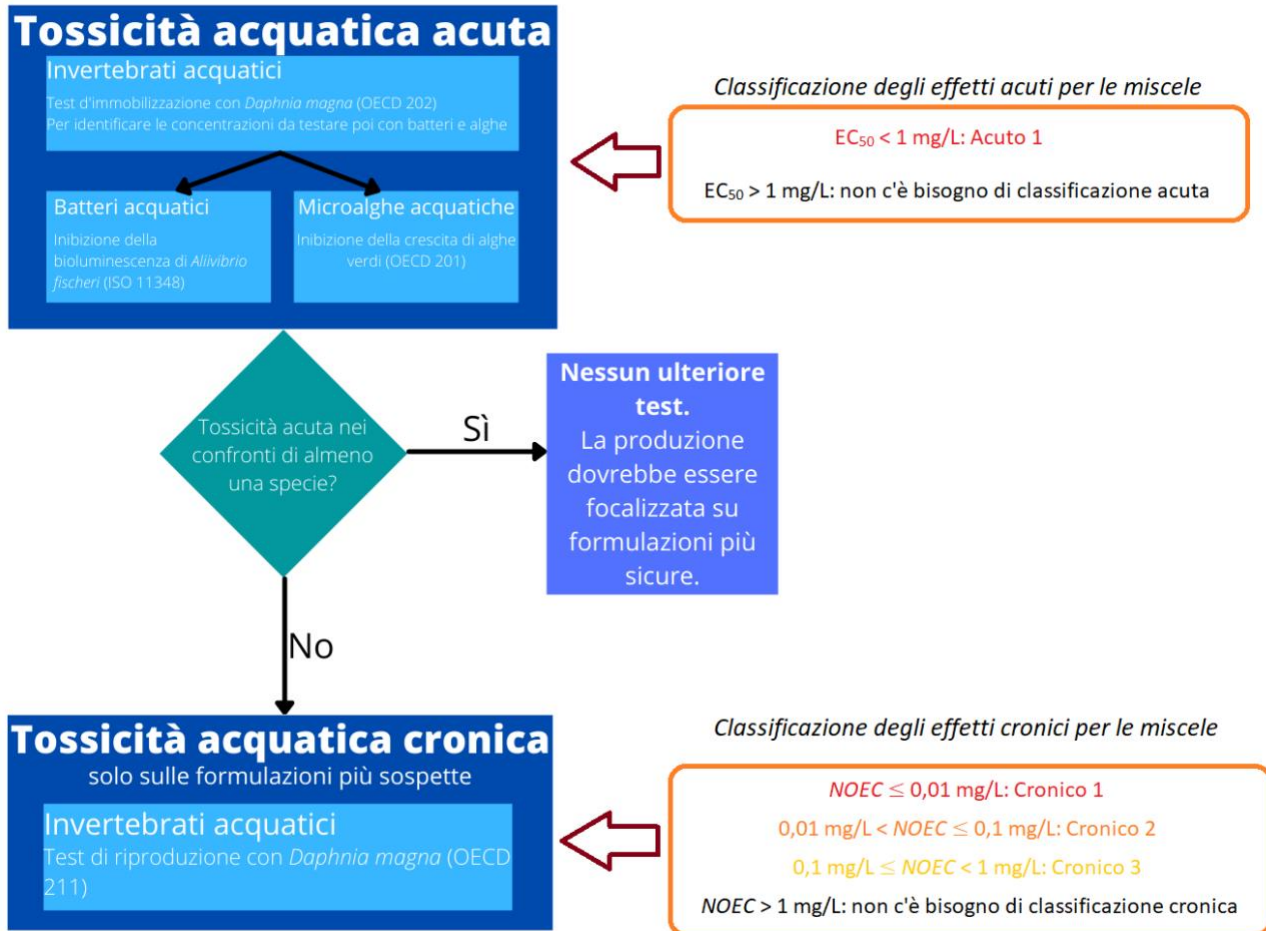 Tossicità acquatica acuta
Invertebrati acquatici
Test d'immobilizzazione con Daphnia magna (OECD 202)
Per identificare le concentrazioni da testare poi con batteri e alghe
Batteri acquatici
Inibizione della
bioluminescenza di Aliivibrio
fischeri (ISO 11348)
Microalghe acquatiche
Inibizione della crescita di alghe
verdi (OECD 201)
Classificazione degli effetti acuti per le miscele
EC₅₀ < 1 mg/L: Acuto 1
EC₅₀ > 1 mg/L: non c'è bisogno di classificazione acuta
Tossicità acuta nei
confronti di almeno
una specie?
Sì
Nessun ulteriore
test.
La produzione
dovrebbe essere
focalizzata su
formulazioni più
sicure.
No
Tossicità acquatica cronica
solo sulle formulazioni più sospette
Invertebrati acquatici
Test di riproduzione con Daphnia magna (OECD
211)
Classificazione degli effetti cronici per le miscele
NOEC ≤ 0,01 mg/L: Cronico 1
0,01 mg/L < NOEC ≤ 0,1 mg/L: Cronico 2
0,1 mg/L ≤ NOEC < 1 mg/L: Cronico 3
NOEC > 1 mg/L: non c'è bisogno di classificazione cronica